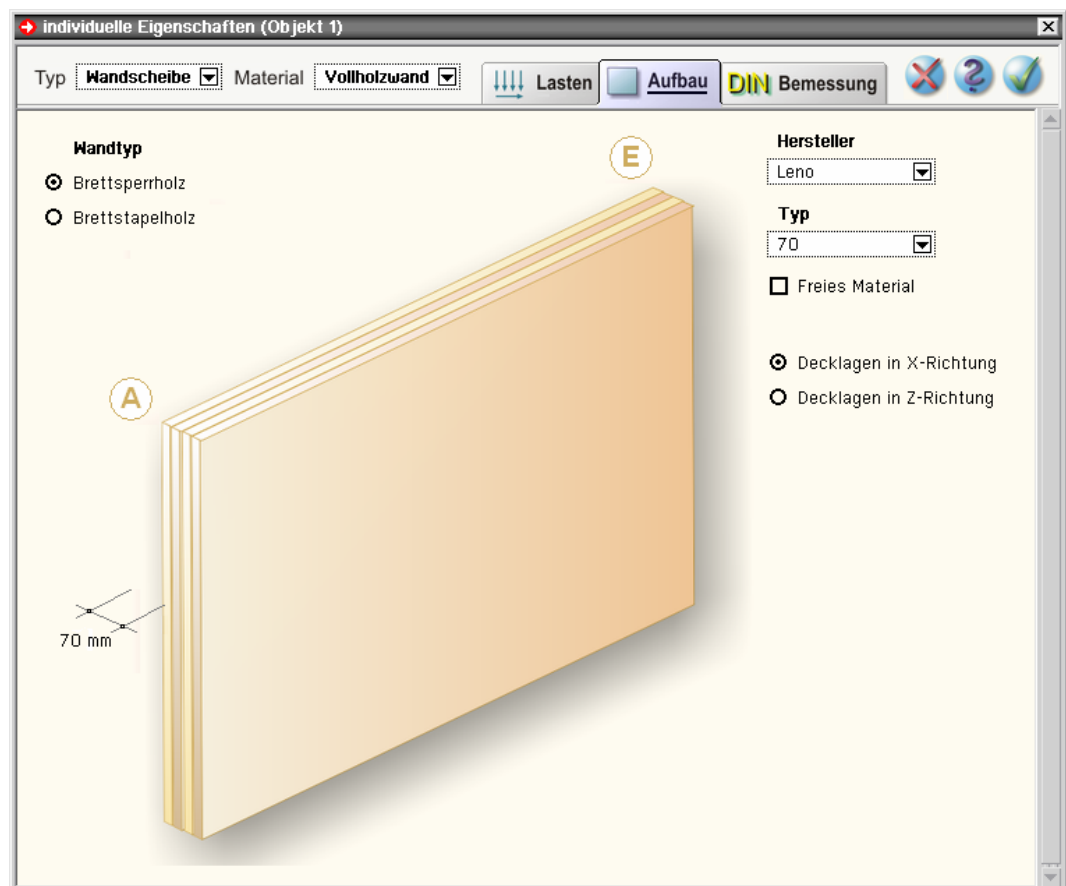 individuelle Eigenschaften (Objekt 1)
Typ Wandscheibe Material Vollholzwand Lasten Aufbau DIN Bemessung
Wandtyp
Brettsperrholz
Brettstapelholz
E
Hersteller
Leno
Typ
70
Freies Material
Decklagen in X-Richtung
Decklagen in Z-Richtung
A
70 mm